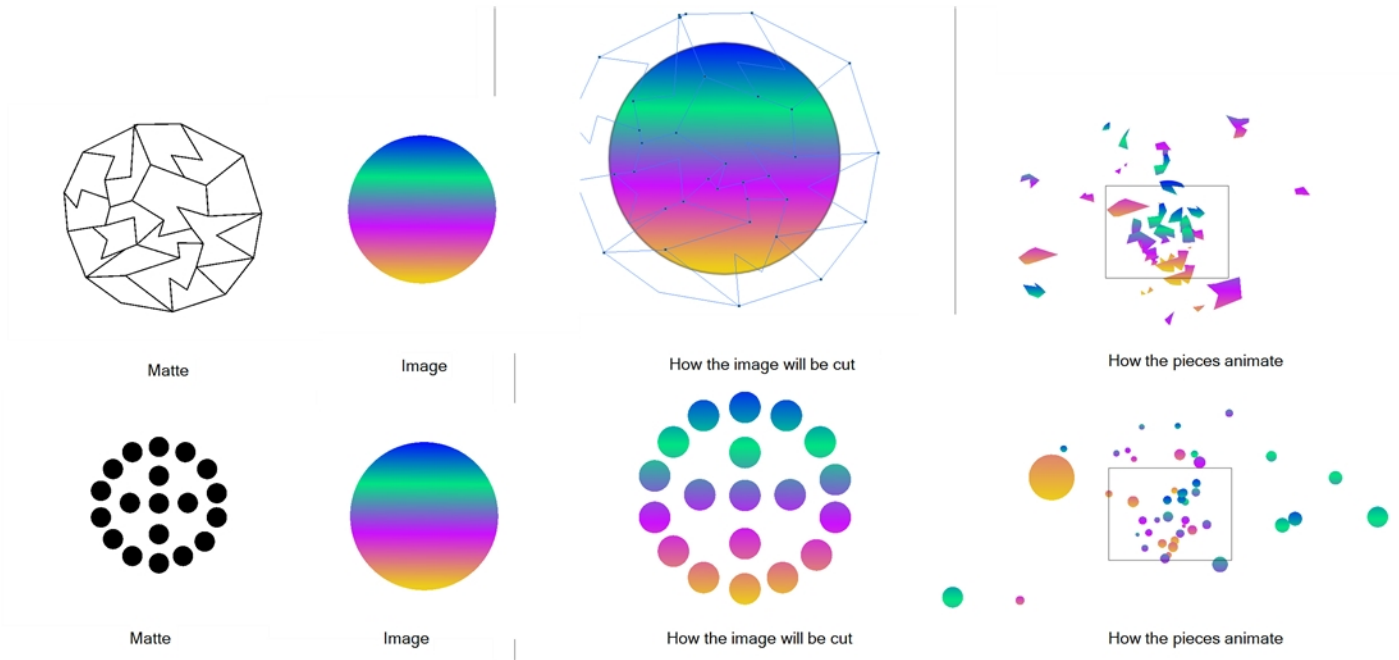 Matte
Image
How the image will be cut
How the pieces animate
Matte
Image
How the image will be cut
How the pieces animate